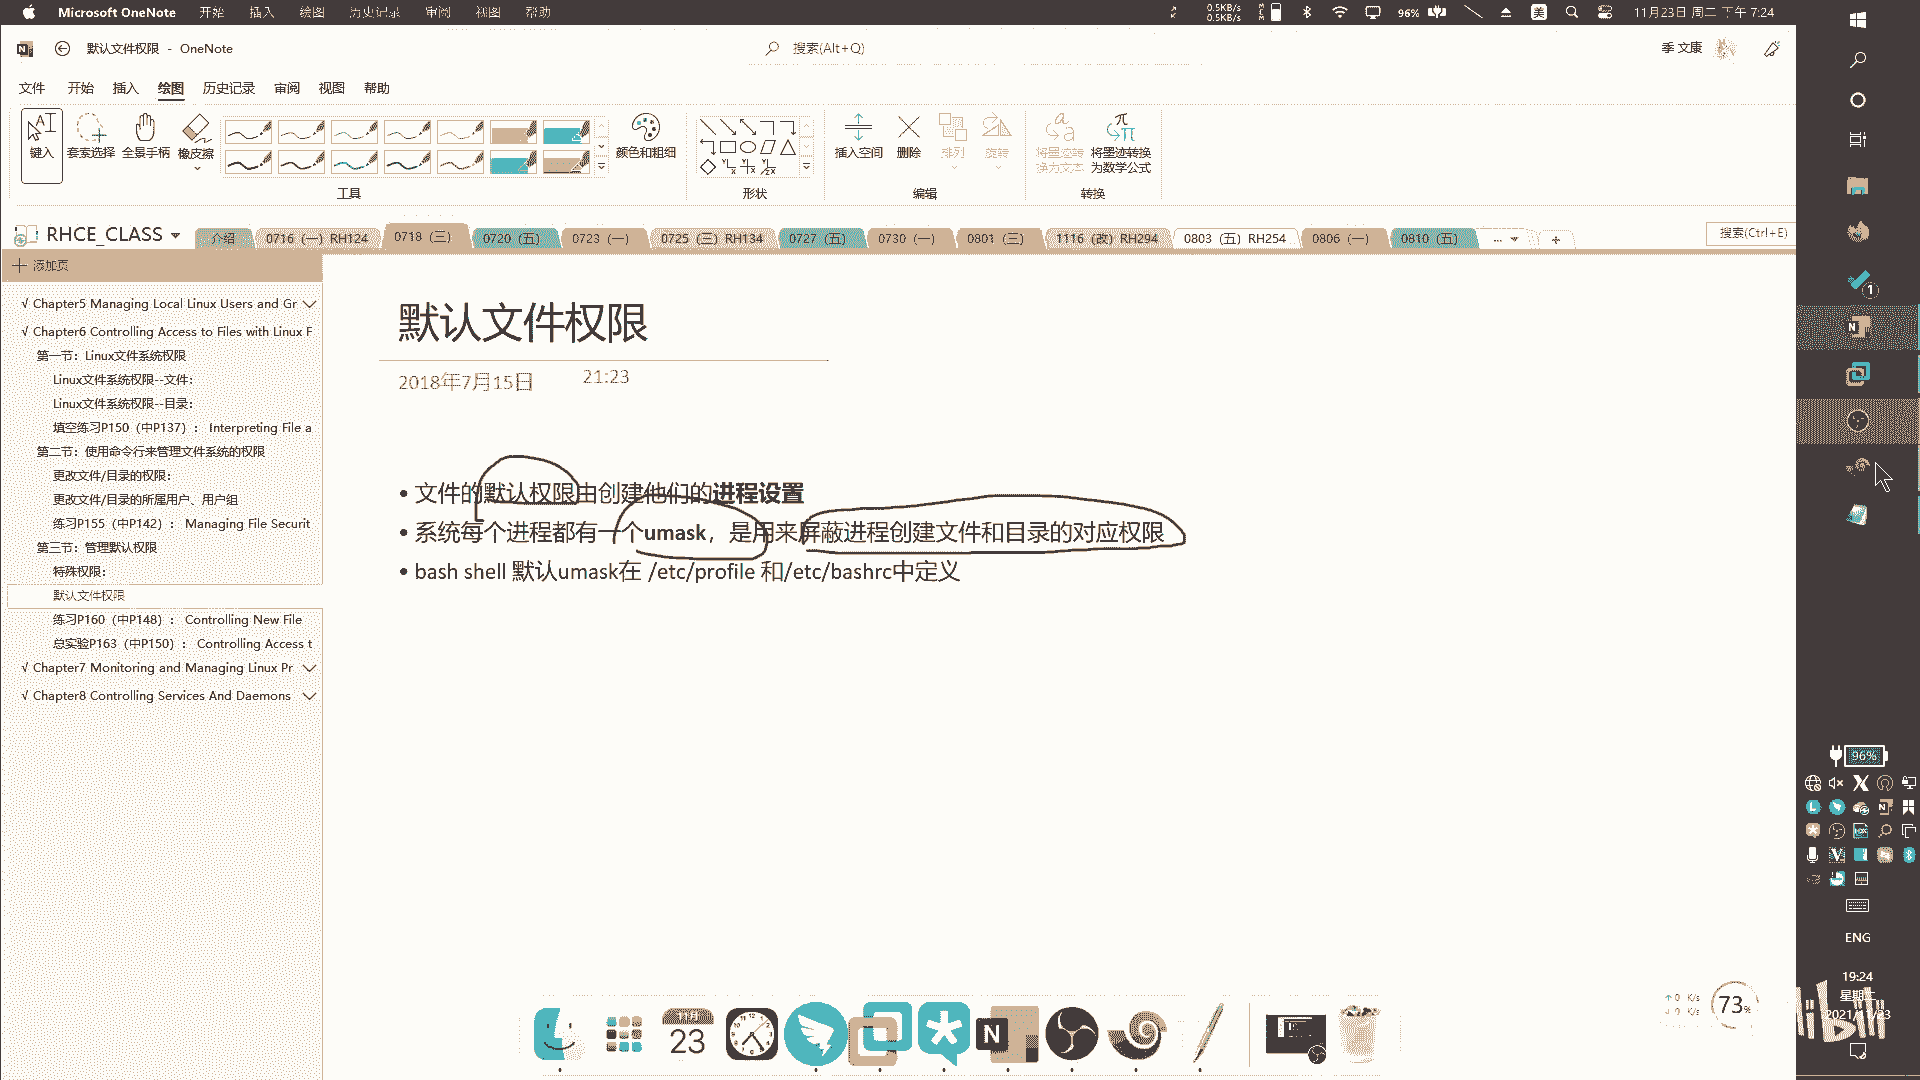 Microsoft OneNote 开始 插入 绘图 历史记录 审阅 视图 帮助
0.5KB/s
0.5KB/s
96%
美
11月23日 周二 下午 7:24
默认文件权限 - OneNote
搜索(Alt+Q)
季 文康
文件 开始 插入 绘图 历史记录 审阅 视图 帮助
键入 套索选择 全景手柄 橡皮擦 颜色和粗细 插入空间 删除 排列 旋转 将墨迹转换为文本 将墨迹转换为数学公式
工具 形状 编辑 转换
RHCE_CLASS
介绍 0716 (一) RH124 0718 (三) 0720 (五) 0723 (一) 0725 (三) RH134 0727 (五) 0730 (一) 0801 (三) 1116 (改) RH294 0803 (五) RH254 0806 (一) 0810 (五) ...
搜索(Ctrl+E)
添加页
√ Chapter5 Managing Local Linux Users and Gr
√ Chapter6 Controlling Access to Files with Linux F
第一节：Linux文件系统权限
Linux文件系统权限--文件：
Linux文件系统权限--目录：
填空练习P150（中P137）： Interpreting File a
第二节：使用命令行来管理文件系统的权限
更改文件/目录的权限：
更改文件/目录的所属用户、用户组
练习P155（中P142）： Managing File Securit
第三节：管理默认权限
特殊权限：
默认文件权限
练习P160（中P148）： Controlling New File
总实验P163（中P150）： Controlling Access t
√ Chapter7 Monitoring and Managing Linux Pr
√ Chapter8 Controlling Services And Daemons
默认文件权限
2018年7月15日 21:23
• 文件的默认权限由创建他们的进程设置
• 系统每个进程都有一个umask，是用来屏蔽进程创建文件和目录的对应权限
• bash shell 默认umask在 /etc/profile 和/etc/bashrc中定义
1
96%
ENG
19:24
星期二
2021/11/23
0 K/s
0 K/s
73%
11月
23